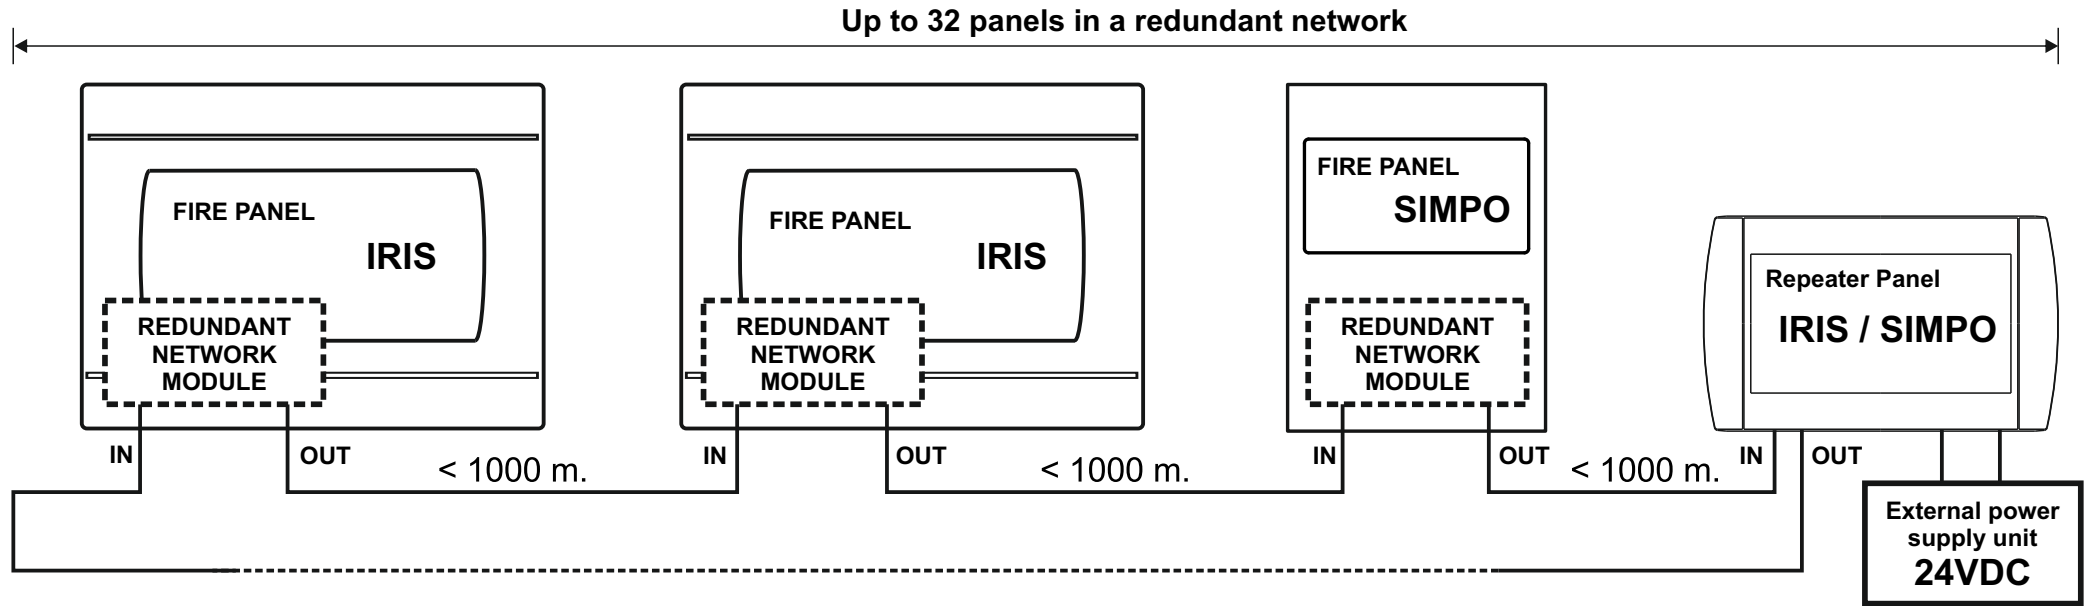 Up to 32 panels in a redundant network
FIRE PANEL
IRIS
REDUNDANT
NETWORK
MODULE
IN
OUT
< 1000 m.
FIRE PANEL
IRIS
REDUNDANT
NETWORK
MODULE
IN
OUT
< 1000 m.
FIRE PANEL
SIMPO
REDUNDANT
NETWORK
MODULE
IN
OUT
< 1000 m.
Repeater Panel
IRIS / SIMPO
IN
OUT
External power
supply unit
24VDC